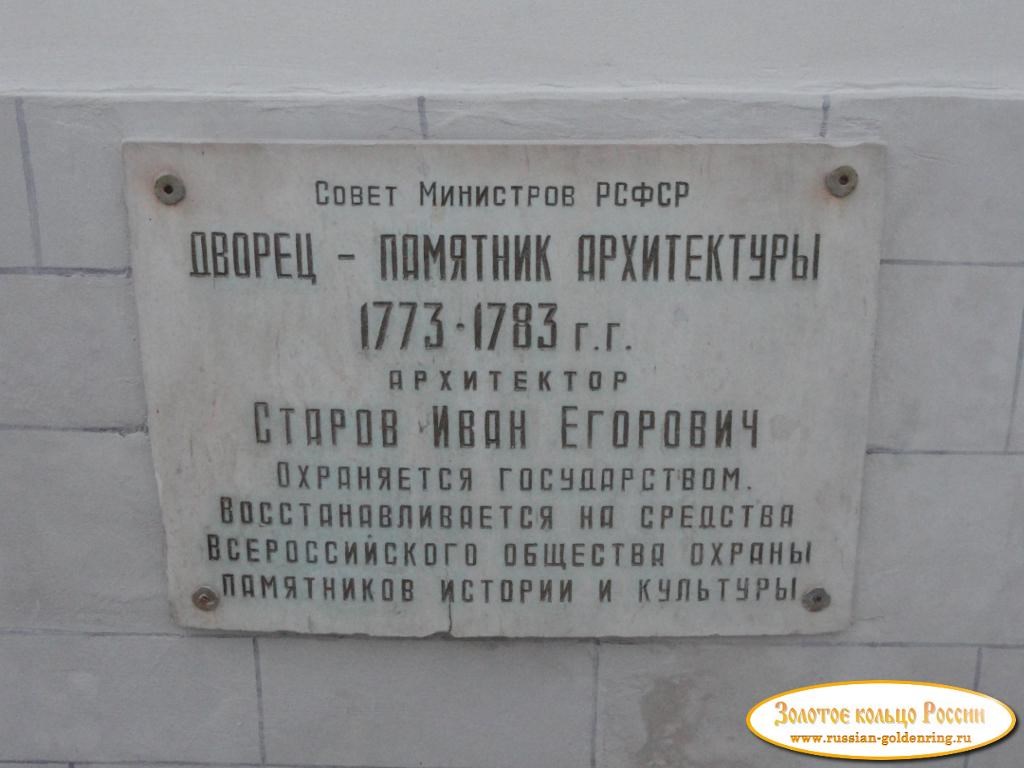 Совет Министров РСФСР
ДВОРЕЦ - ПАМЯТНИК АРХИТЕКТУРЫ
1773-1783 г.г.
АРХИТЕКТОР
СТАРОВ ИВАН ЕГОРОВИЧ
ОХРАНЯЕТСЯ ГОСУДАРСТВОМ.
ВОССТАНАВЛИВАЕТСЯ НА СРЕДСТВА
ВСЕРОССИЙСКОГО ОБЩЕСТВА ОХРАНЫ
ПАМЯТНИКОВ ИСТОРИИ И КУЛЬТУРЫ
Золотое кольцо России
www.russian-goldenring.ru